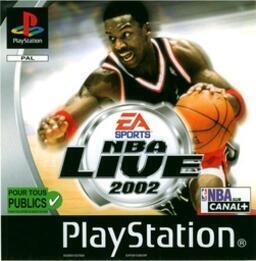 PlayStation
PAL
EA
SPORTS
NBA
LIVE
2002
POUR TOUS
PUBLICS
NBA
CANAL+
PlayStation®